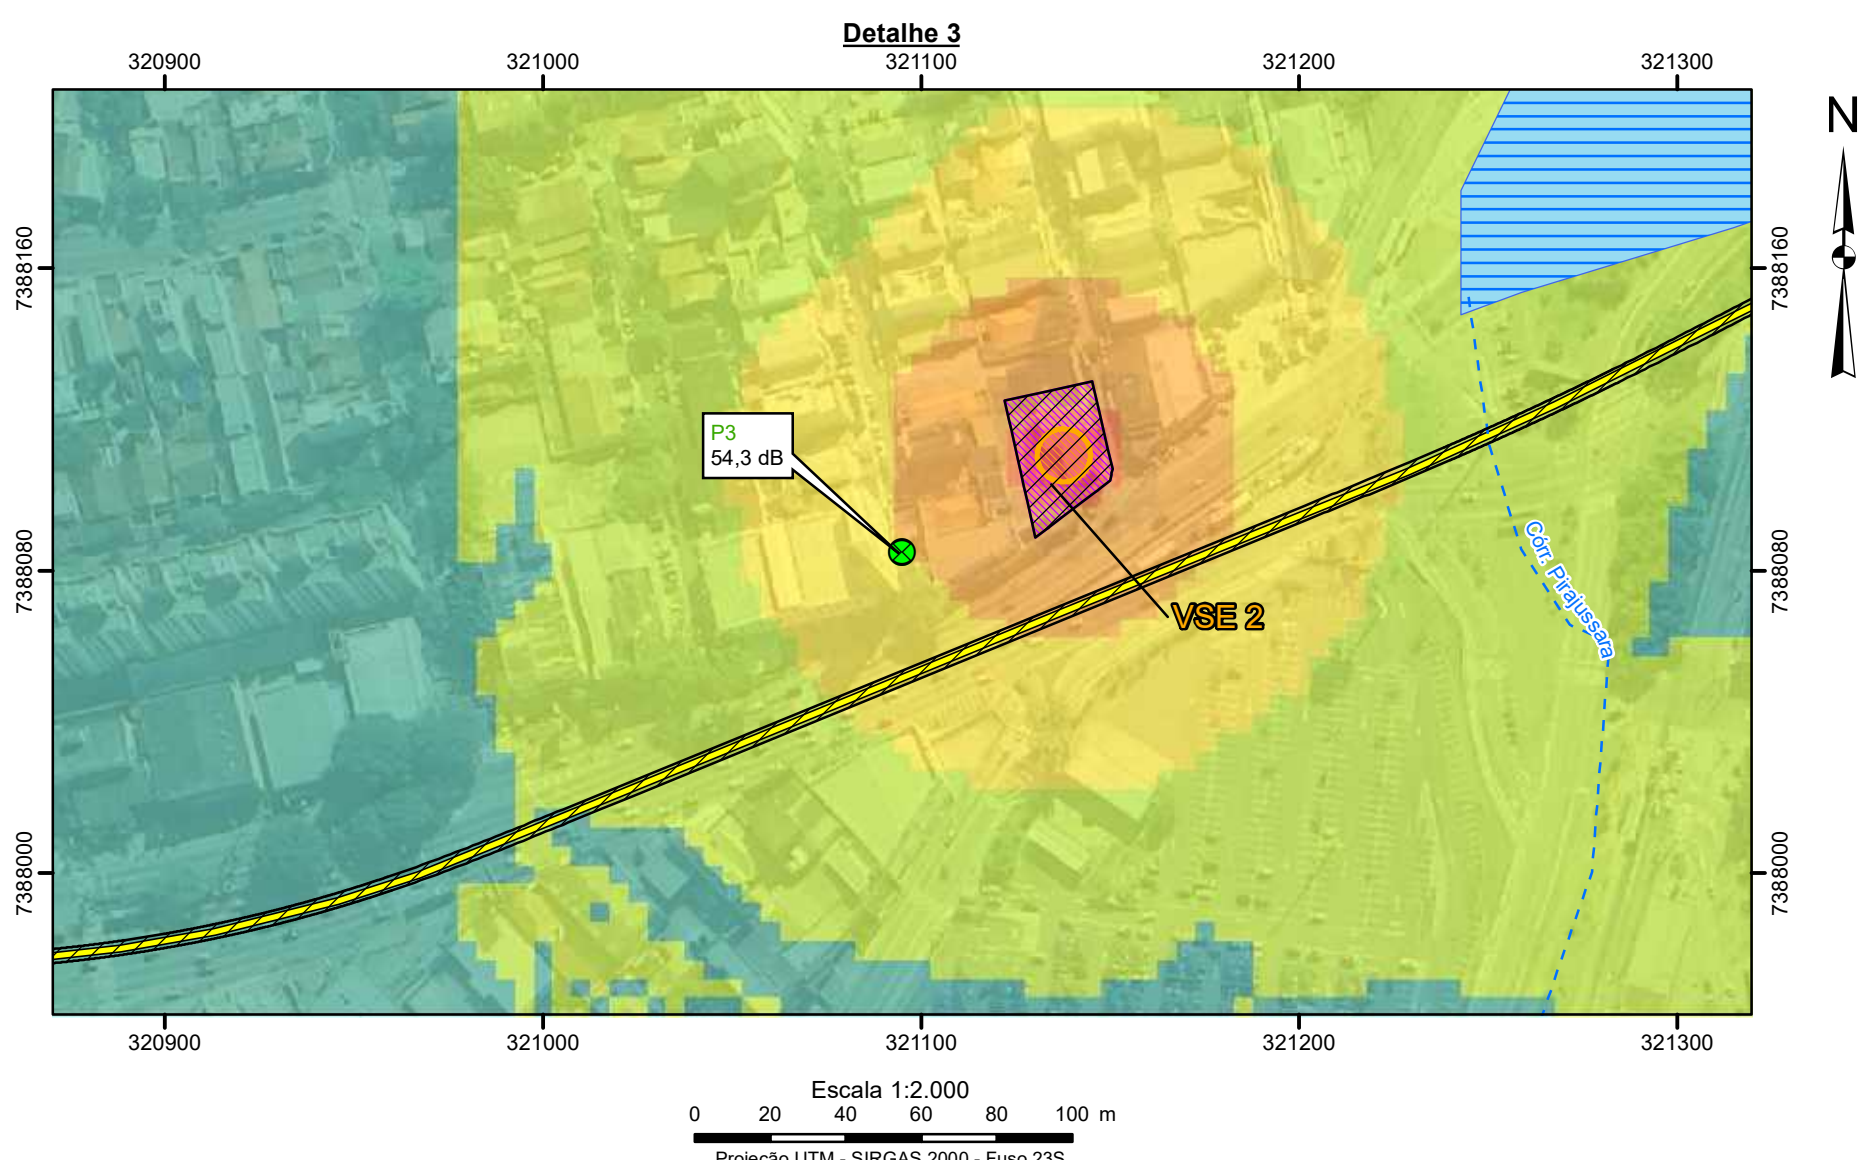 Detalhe 3
320900 321000 321100 321200 321300
N
7388160 7388160
P3
54,3 dB
7388080 7388080
Córr. Pirajussara
VSE 2
7388000 7388000
320900 321000 321100 321200 321300
Escala 1:2.000
0 20 40 60 80 100 m
Projeção UTM - SIRGAS 2000 - Fuso 23S